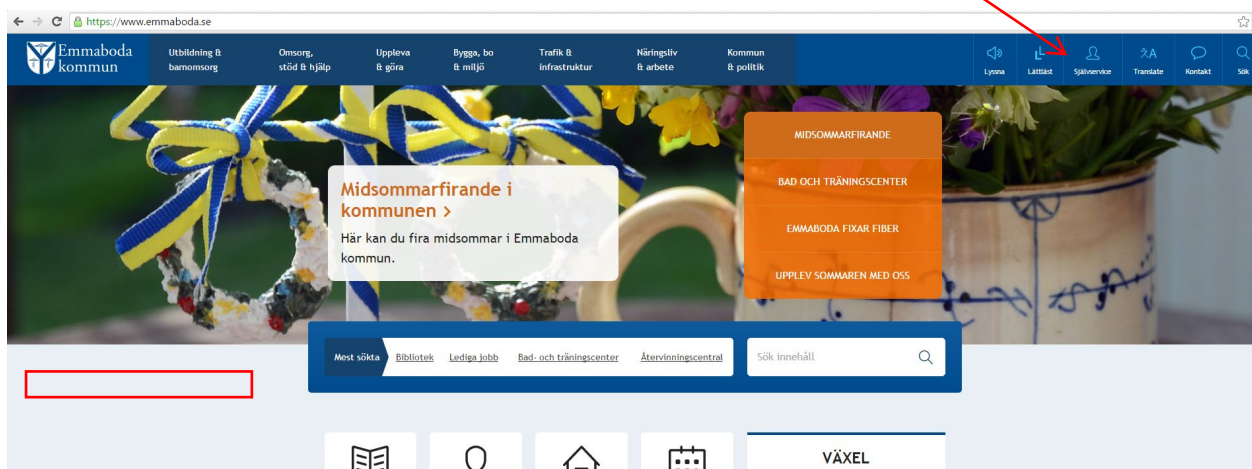 https://www.emmaboda.se
Emmaboda
kommun
Utbildning &
barnomsorg
Omsorg,
stöd & hjälp
Uppleva
& göra
Bygga, bo
& miljö
Trafik &
infrastruktur
Näringsliv
& arbete
Kommun
& politik
Lyssna
Lättläst
Självservice
Translate
Kontakt
Sök
Midsommarfirande i
kommunen >
Här kan du fira midsommar i Emmaboda
kommun.
MIDSOMMARFIRANDE
BAD OCH TRÄNINGSCENTER
EMMABODA FIXAR FIBER
UPPLEV SOMMAREN MED OSS
Mest sökta Bibliotek Lediga jobb Bad- och träningscenter Återvinningscentral
Sök innehåll
VÄXEL